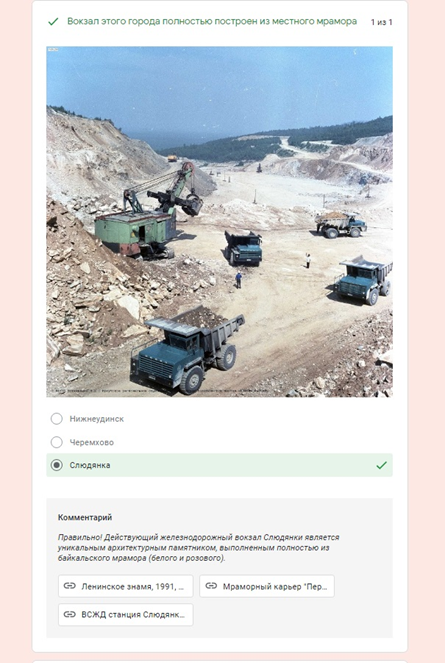 Вокзал этого города полностью построен из местного мрамора
1 из 1
Нижнеудинск
Черемхово
Слюдянка
Комментарий
Правильно! Действующий железнодорожный вокзал Слюдянки является
уникальным архитектурным памятником, выполненным полностью из
байкальского мрамора (белого и розового).
Ленинское знамя, 1991, ...
Мраморный карьер "Пер...
ВСЖД станция Слюдянк...